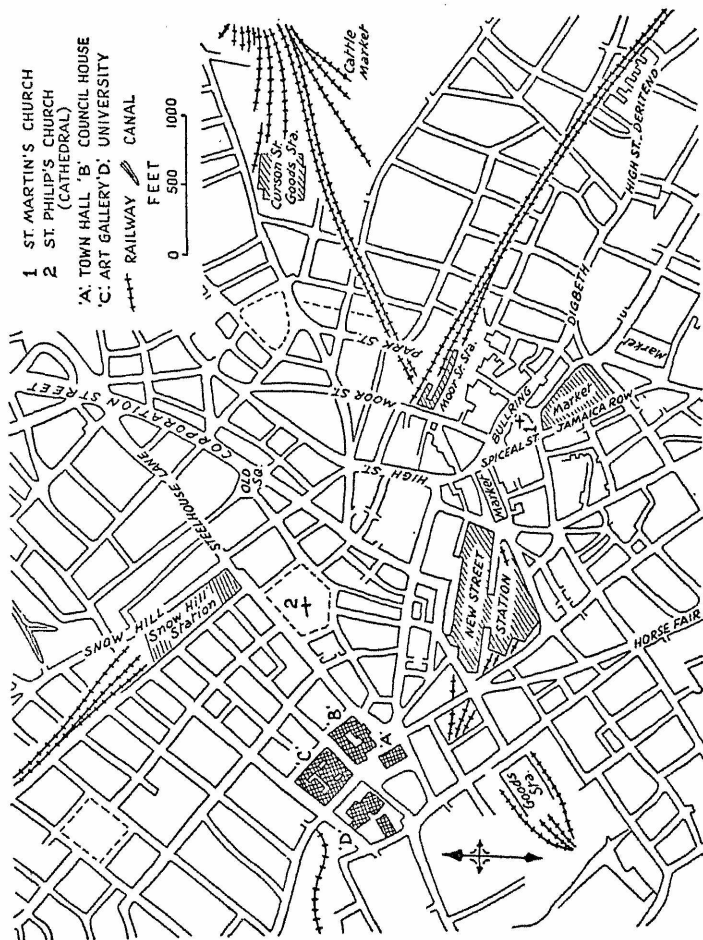 1 ST. MARTIN'S CHURCH
2 ST. PHILIP'S CHURCH
(CATHEDRAL)
'A': TOWN HALL 'B' COUNCIL HOUSE
'C': ART GALLERY 'D': UNIVERSITY
RAILWAY CANAL
FEET
0 500 1000
Cattle
Market
Curson St
Goods Sta.
CORPORATION STREET
STEELHOUSE LANE
OLD
SQ.
SNOW HILL
Snow Hill
Station
2
MOOR ST.
PARK ST.
HIGH ST.
Moor St. Sta.
HIGH ST. DERITEND
DIGBETH
Market
BULLRING
1
Market
JAMAICA ROW
SPICEAL ST.
Market
NEW STREET
STATION
HORSE FAIR
'B'
'C'
'A'
'D'
Goods
Sta.